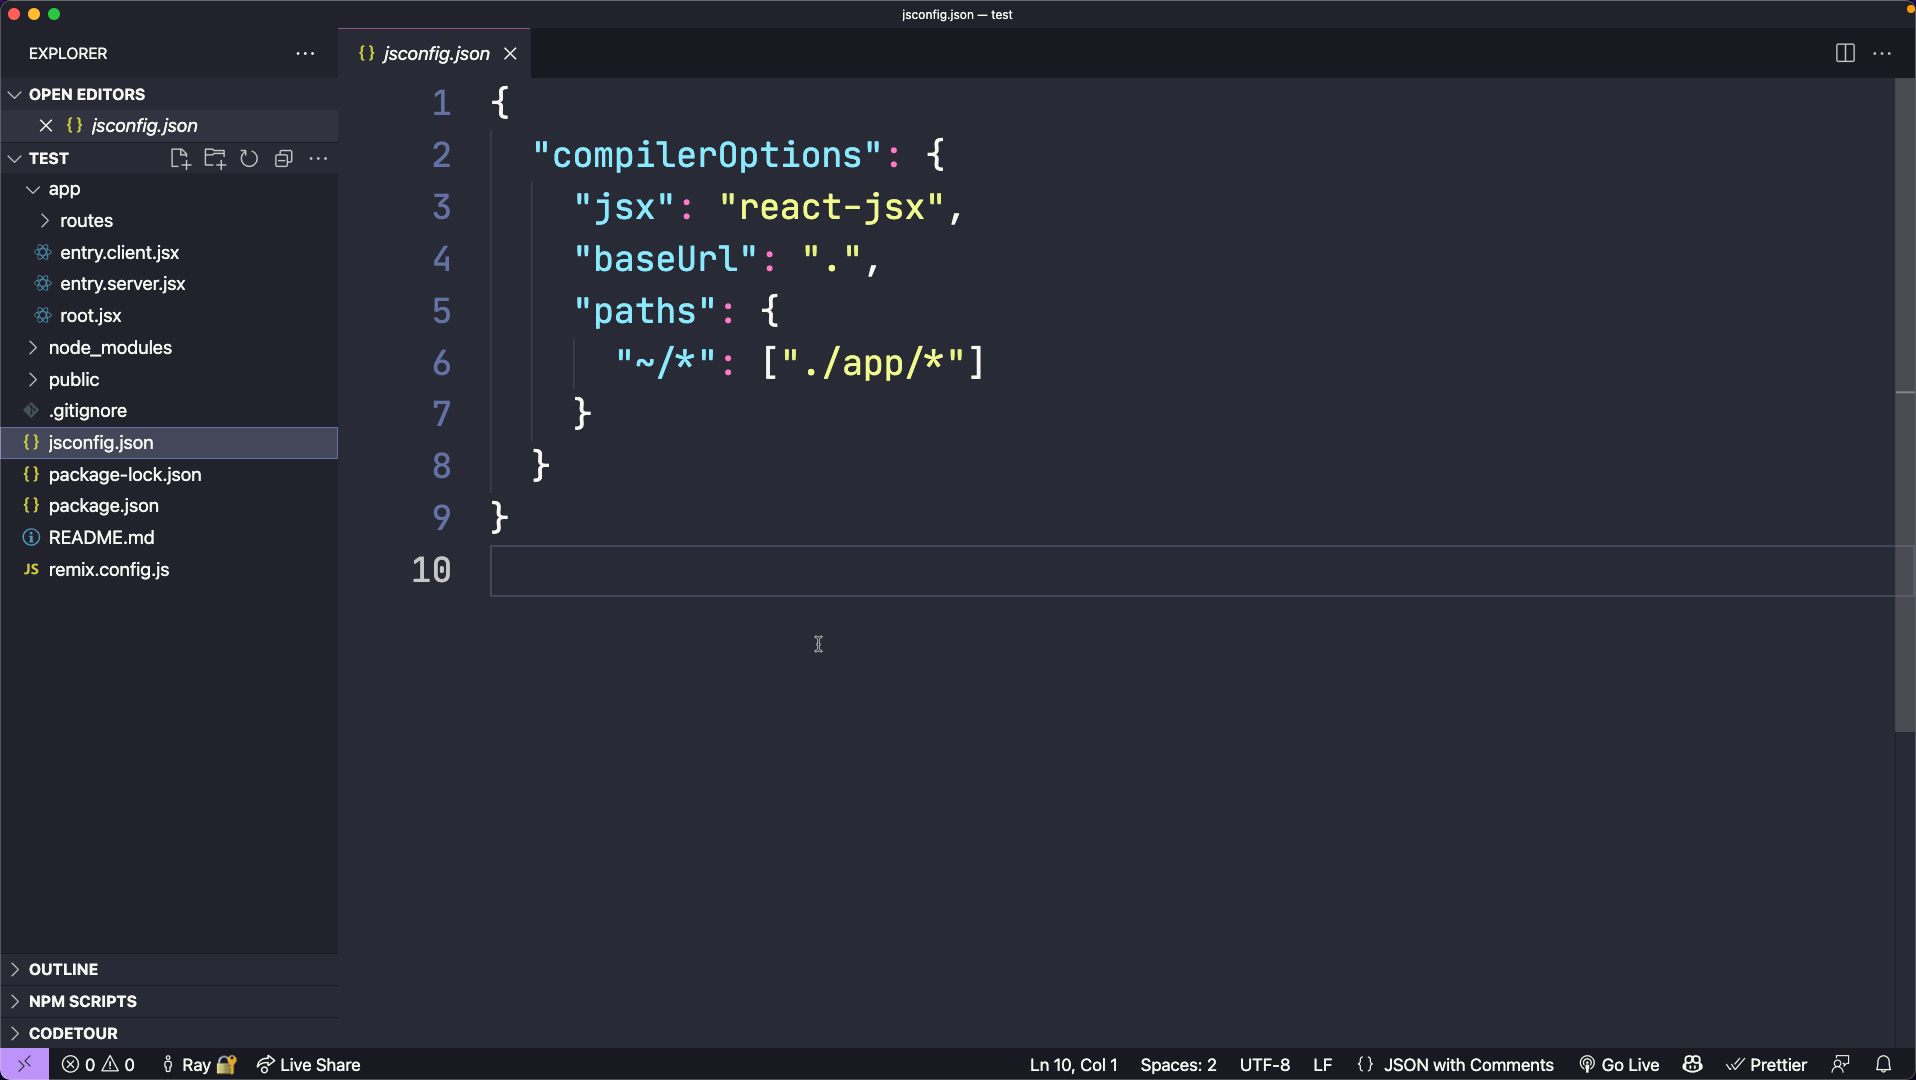 jsconfig.json — test
EXPLORER
{} jsconfig.json
OPEN EDITORS
{} jsconfig.json
TEST
app
routes
entry.client.jsx
entry.server.jsx
root.jsx
node_modules
public
.gitignore
{} jsconfig.json
{} package-lock.json
{} package.json
README.md
JS remix.config.js
OUTLINE
NPM SCRIPTS
CODETOUR
1 {
2 "compilerOptions": {
3 "jsx": "react-jsx",
4 "baseUrl": ".",
5 "paths": {
6 "~/*": ["./app/*"]
7 }
8 }
9 }
10
0 0 Ray Live Share Ln 10, Col 1 Spaces: 2 UTF-8 LF {} JSON with Comments Go Live Prettier